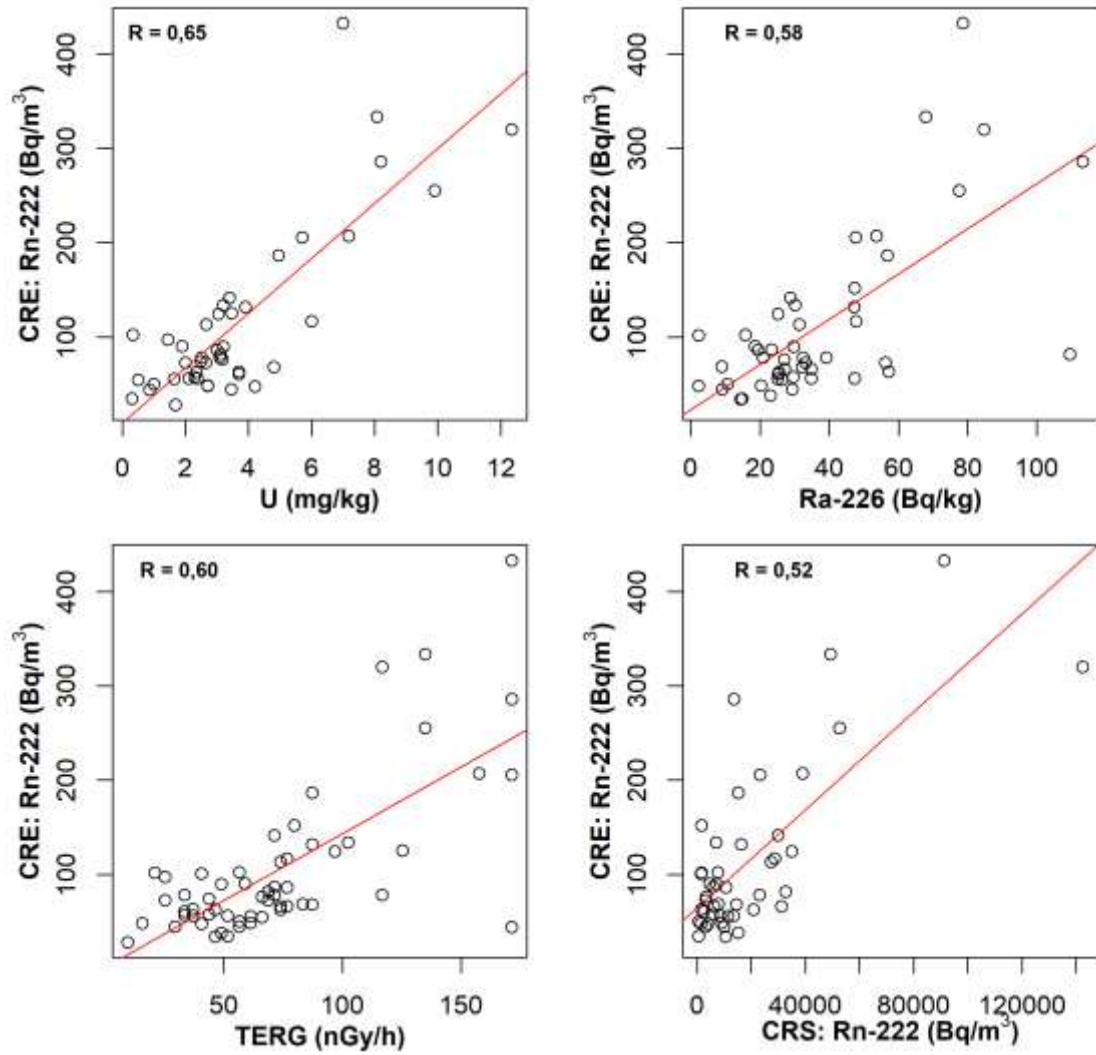 R = 0,65
CRE: Rn-222 (Bq/m³)
400
300
200
100
0 2 4 6 8 10 12
U (mg/kg)
R = 0,58
CRE: Rn-222 (Bq/m³)
400
300
200
100
0 20 40 60 80 100
Ra-226 (Bq/kg)
R = 0,60
CRE: Rn-222 (Bq/m³)
400
300
200
100
50 100 150
TERG (nGy/h)
R = 0,52
CRE: Rn-222 (Bq/m³)
400
300
200
100
0 40000 80000 120000
CRS: Rn-222 (Bq/m³)